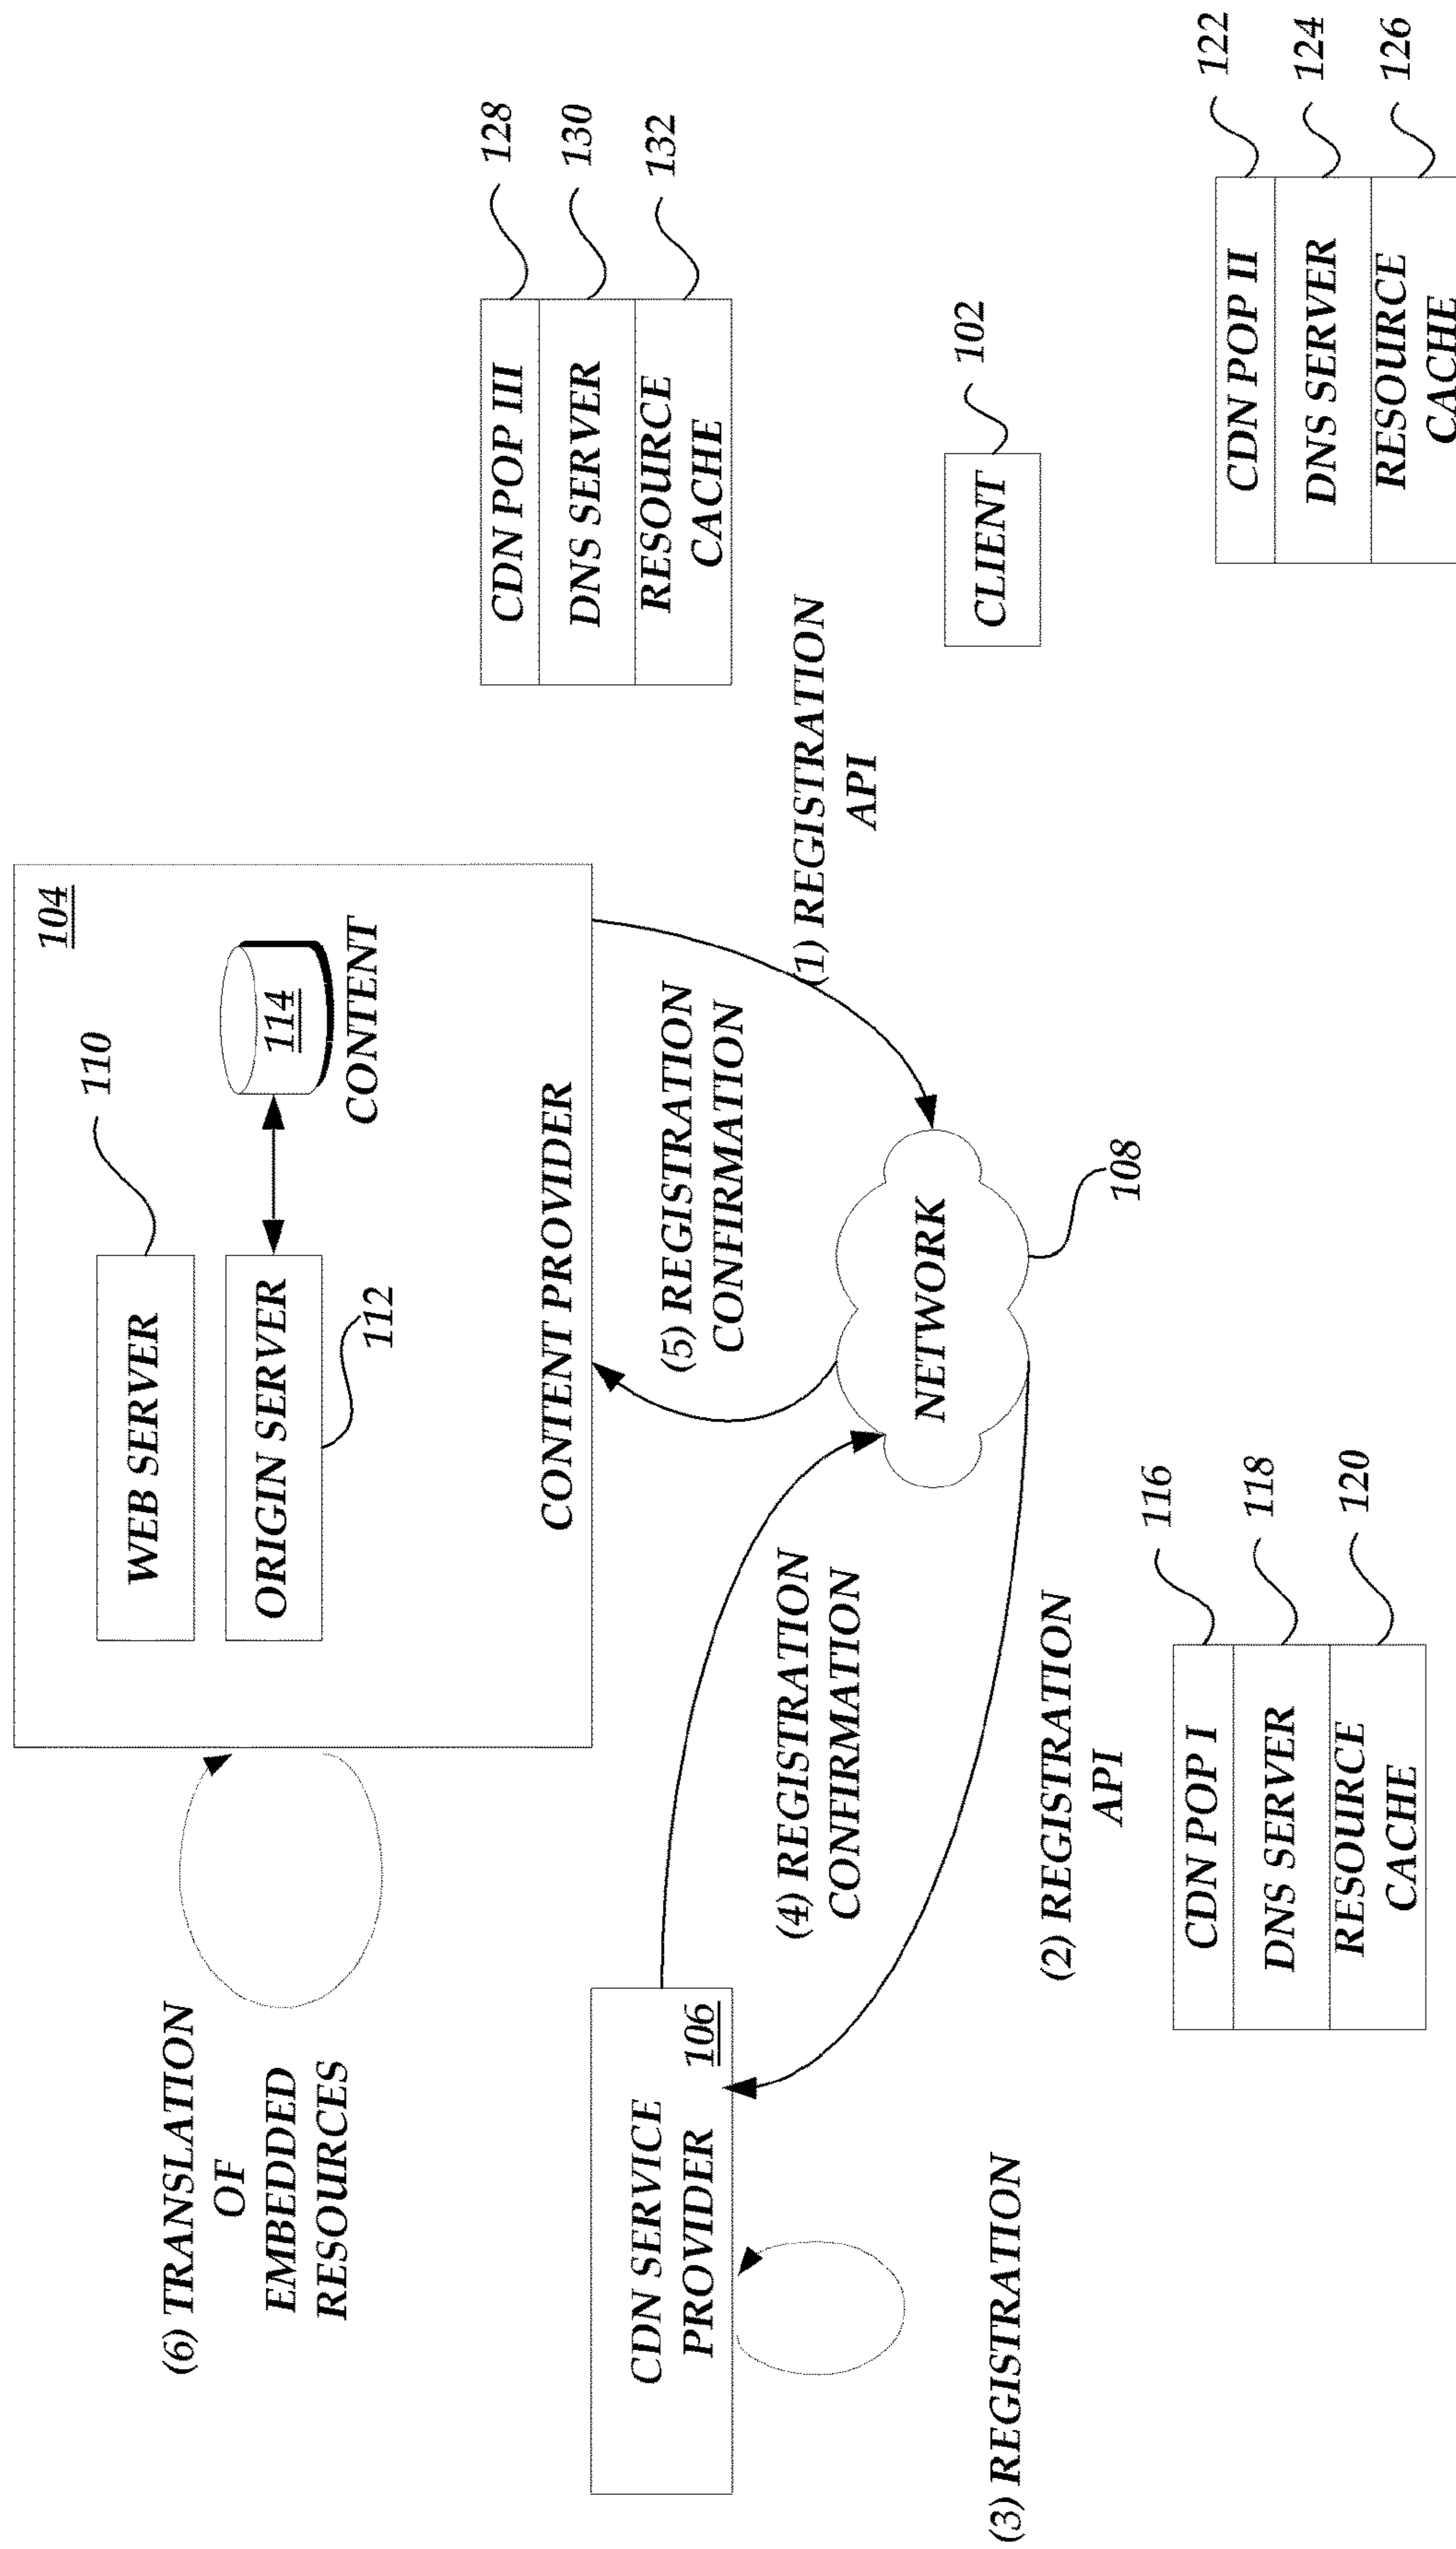 (6) TRANSLATION
OF
EMBEDDED
RESOURCES
104
110
WEB SERVER
ORIGIN SERVER
112
114
CONTENT
CONTENT PROVIDER
CDN SERVICE
PROVIDER
106
(3) REGISTRATION
(4) REGISTRATION
CONFIRMATION
(5) REGISTRATION
CONFIRMATION
(1) REGISTRATION
API
(2) REGISTRATION
API
NETWORK
108
128
CDN POP III
130
DNS SERVER
132
RESOURCE
CACHE
102
CLIENT
116
CDN POP I
118
DNS SERVER
120
RESOURCE
CACHE
122
CDN POP II
124
DNS SERVER
126
RESOURCE
CACHE